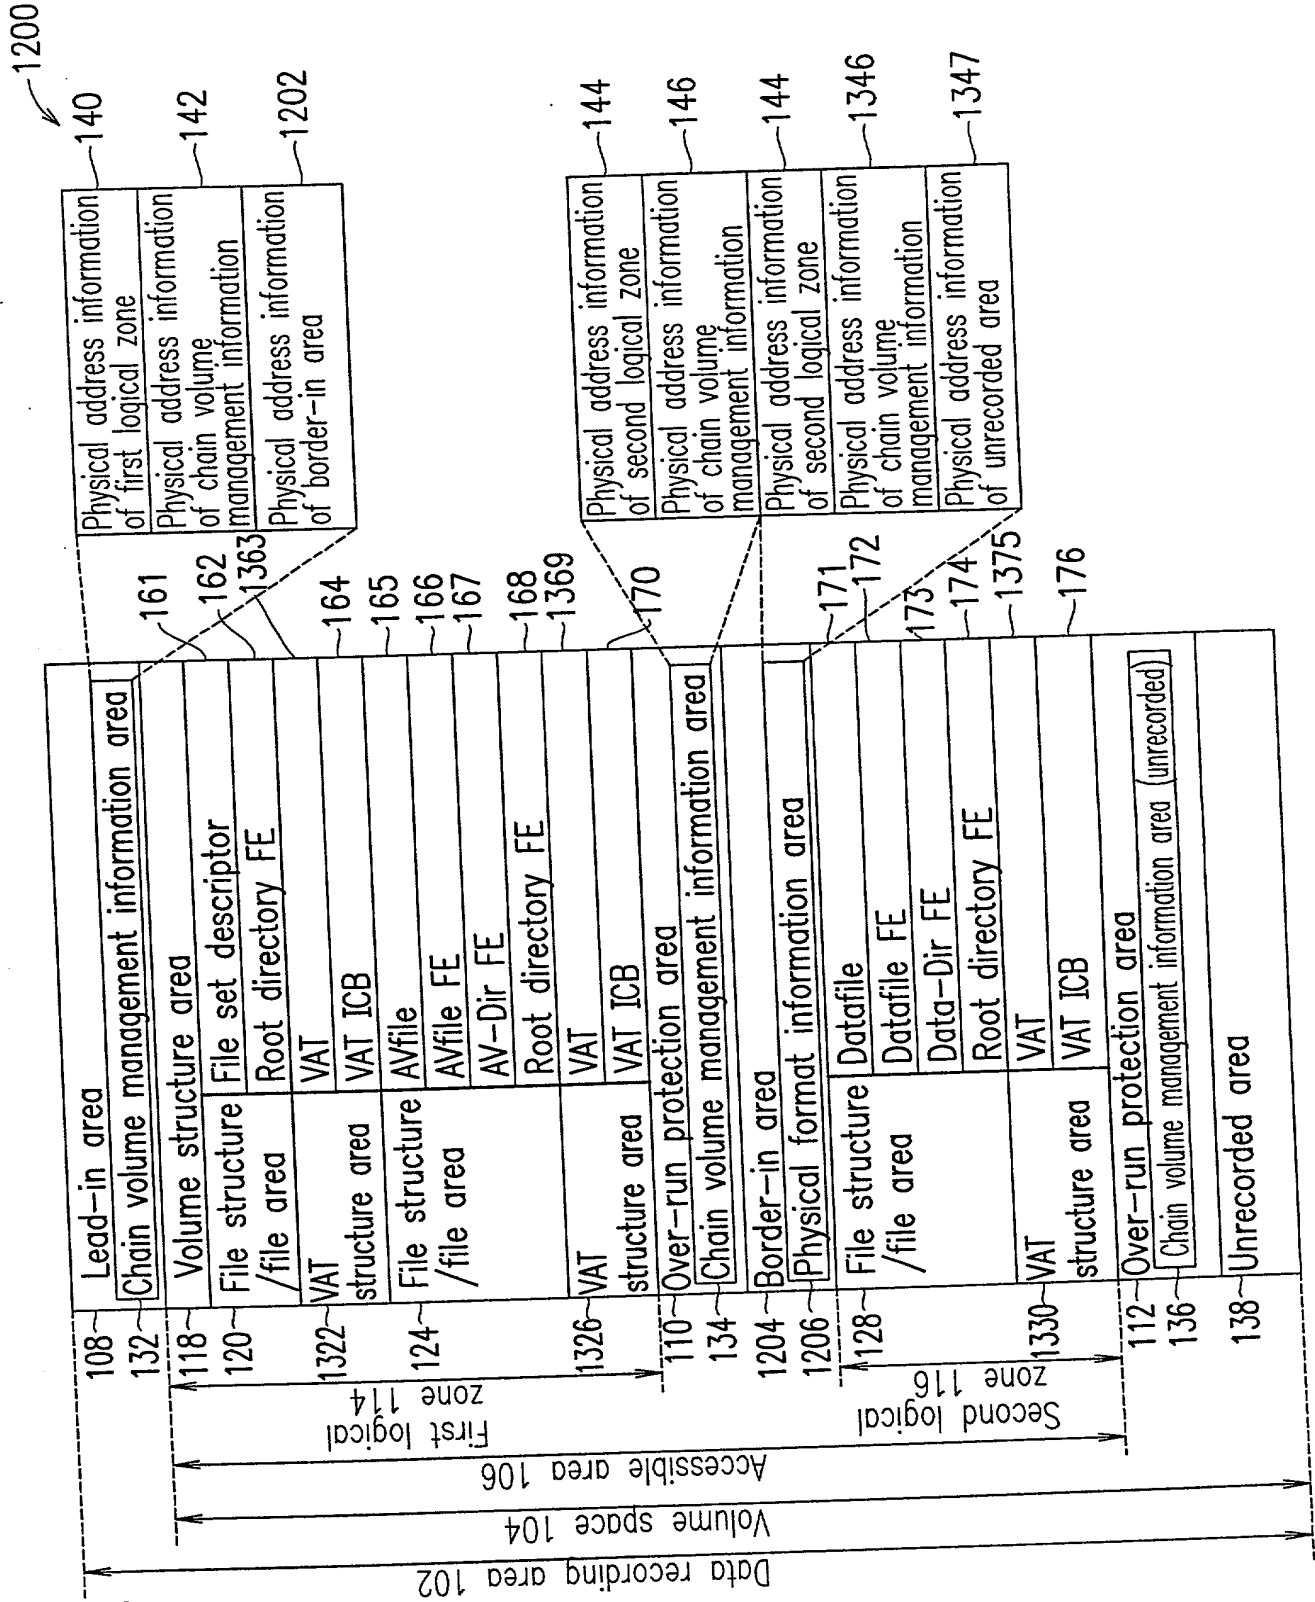 1200
140
142
1202
Physical address information
of first logical zone
Physical address information
of chain volume
management information
Physical address information
of border-in area
144
146
144
1346
1347
Physical address information
of second logical zone
Physical address information
of chain volume
management information
Physical address information
of second logical zone
Physical address information
of chain volume
management information
Physical address information
of unrecorded area
161
162
1363
164
165
166
167
168
1369
170
171
172
173
174
1375
176
108
Lead-in area
132
Chain volume management information area
118
Volume structure area
120
File structure
/file area
File set descriptor
Root directory FE
1322
VAT
structure area
VAT
VAT ICB
124
File structure
/file area
AVfile
AVfile FE
AV-Dir FE
Root directory FE
1326
VAT
structure area
VAT
VAT ICB
110
Over-run protection area
134
Chain volume management information area
1204
Border-in area
1206
Physical format information area
128
File structure
/file area
Datafile
Datafile FE
Data-Dir FE
Root directory FE
1330
VAT
structure area
VAT
VAT ICB
112
Over-run protection area
136
Chain volume management information area (unrecorded)
138
Unrecorded area
First logical
zone 114
Second logical
zone 116
Accessible area 106
Volume space 104
Data recording area 102